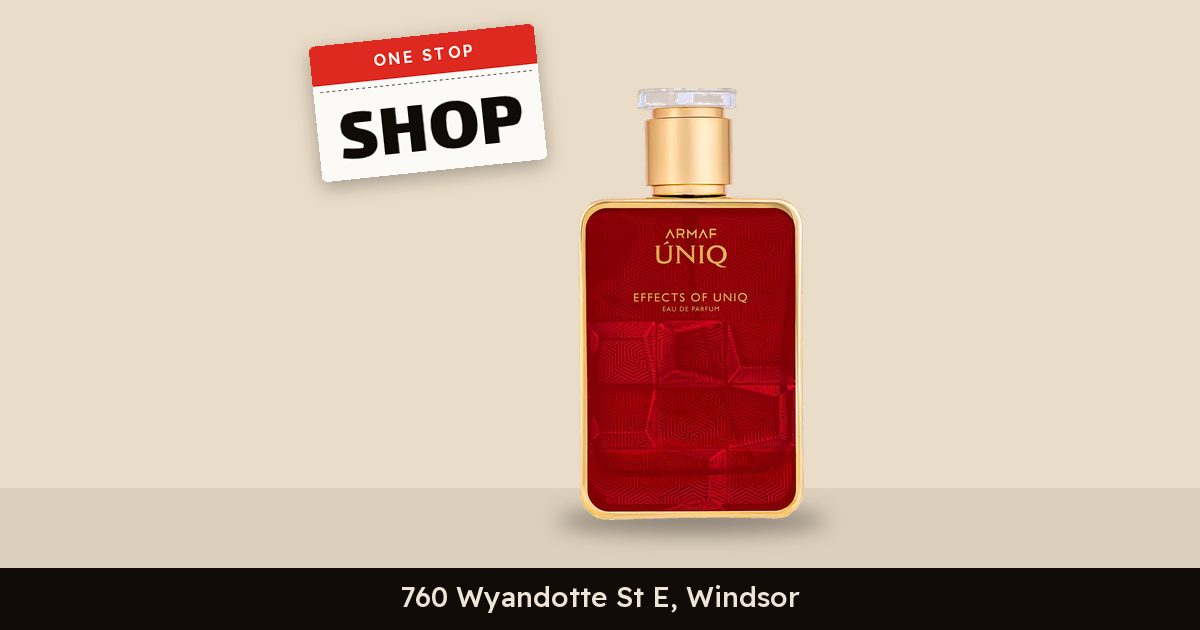 ONE STOP
SHOP
ARMAF
ÚNIQ
EFFECTS OF UNIQ
EAU DE PARFUM
760 Wyandotte St E, Windsor